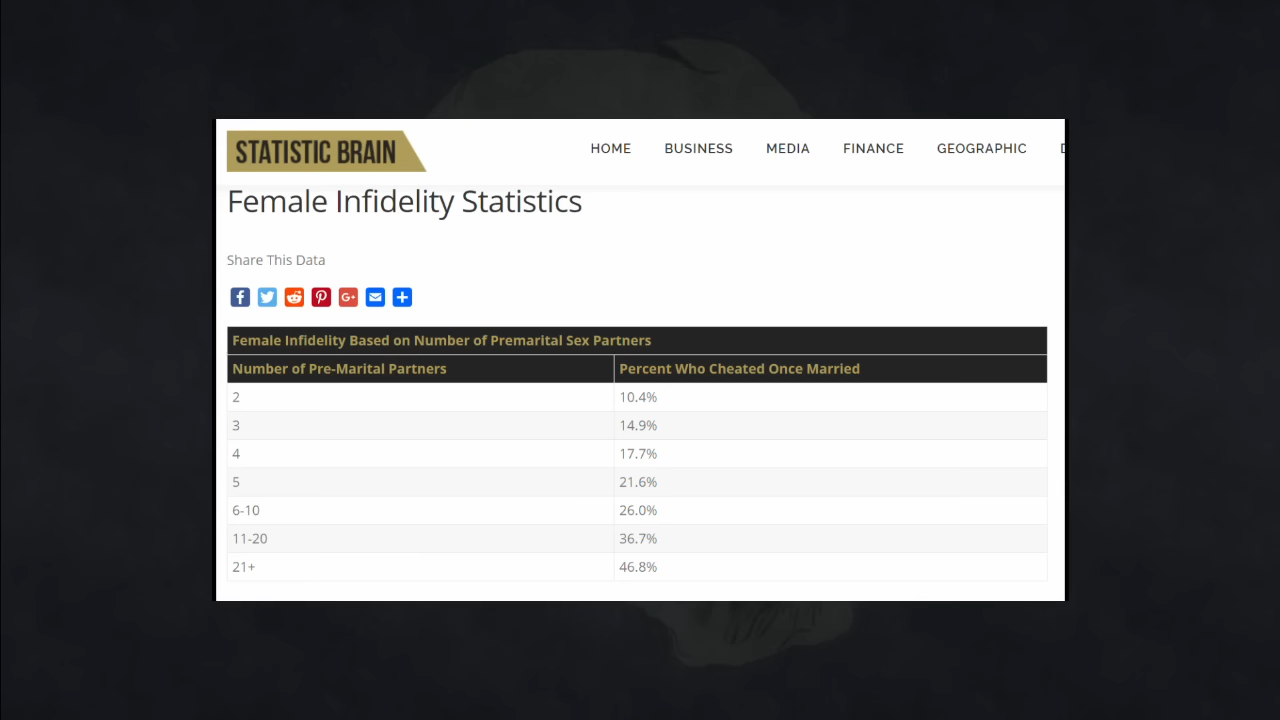 STATISTIC BRAIN
HOME BUSINESS MEDIA FINANCE GEOGRAPHIC
Female Infidelity Statistics
Share This Data
Female Infidelity Based on Number of Premarital Sex Partners
Number of Pre-Marital Partners Percent Who Cheated Once Married
2 10.4%
3 14.9%
4 17.7%
5 21.6%
6-10 26.0%
11-20 36.7%
21+ 46.8%